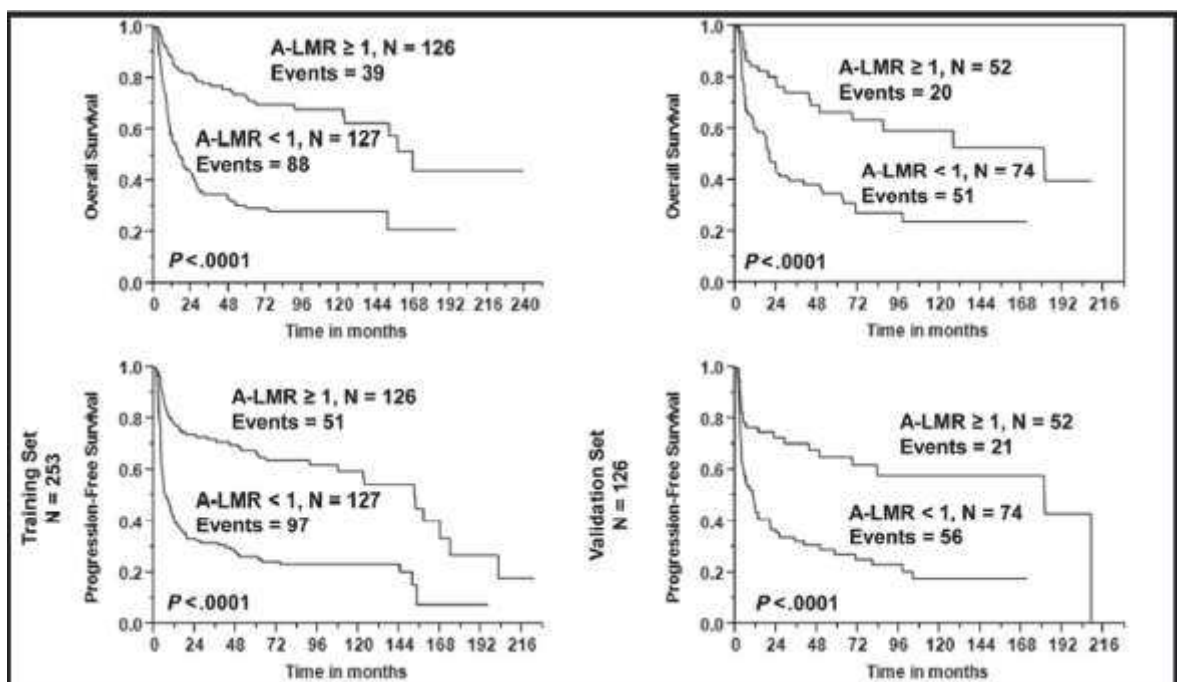 1.0
0.8
0.6
0.4
0.2
0.0
Overall Survival
A-LMR ≥ 1, N = 126
Events = 39
A-LMR < 1, N = 127
Events = 88
P<.0001
0 24 48 72 96 120 144 168 192 216 240
Time in months
1.0
0.8
0.6
0.4
0.2
0.0
Overall Survival
A-LMR ≥ 1, N = 52
Events = 20
A-LMR < 1, N = 74
Events = 51
P<.0001
0 24 48 72 96 120 144 168 192 216
Time in months
Training Set
N = 253
1.0
0.8
0.6
0.4
0.2
0.0
Progression-Free Survival
A-LMR ≥ 1, N = 126
Events = 51
A-LMR < 1, N = 127
Events = 97
P<.0001
0 24 48 72 96 120 144 168 192 216
Time in months
Validation Set
N = 126
1.0
0.8
0.6
0.4
0.2
0.0
Progression-Free Survival
A-LMR ≥ 1, N = 52
Events = 21
A-LMR < 1, N = 74
Events = 56
P<.0001
0 24 48 72 96 120 144 168 192 216
Time in months